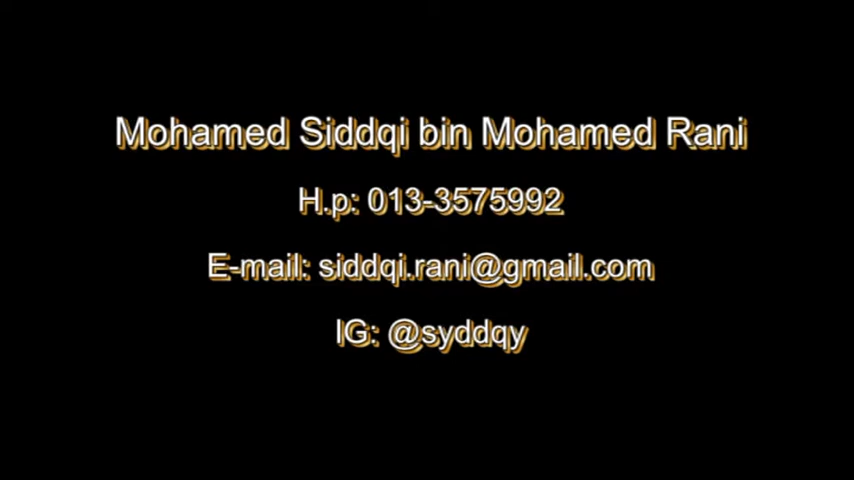 Mohamed Siddqi bin Mohamed Rani
H.p: 013-3575992
E-mail: siddqi.rani@gmail.com
IG: @syddqy